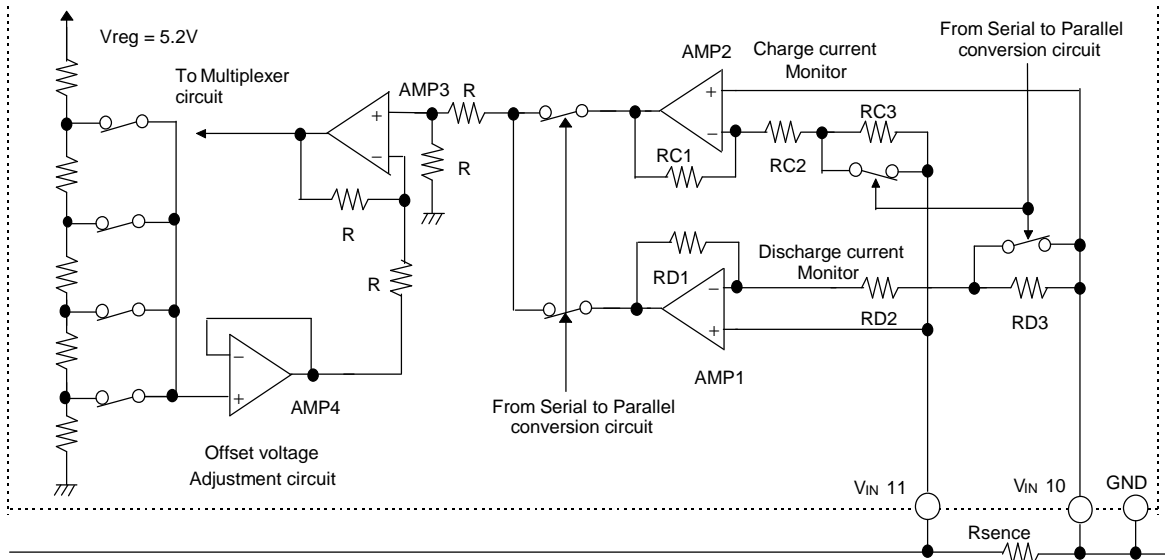 Vreg = 5.2V
To Multiplexer
circuit
AMP3
R
R
R
R
AMP2
Charge current
Monitor
From Serial to Parallel
conversion circuit
RC3
RC1
RC2
RD1
Discharge current
Monitor
RD2
RD3
AMP1
AMP4
From Serial to Parallel
conversion circuit
Offset voltage
Adjustment circuit
VIN 11
VIN 10
GND
Rsence